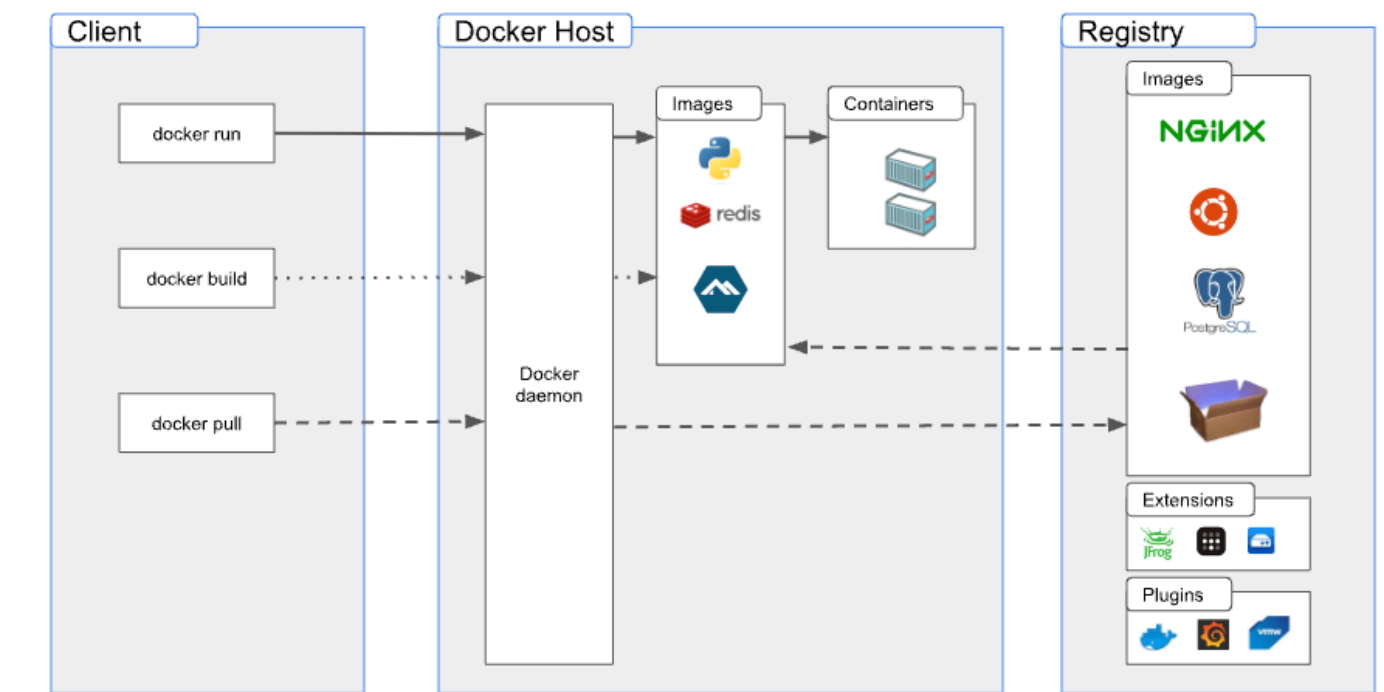 Client
docker run
docker build
docker pull
Docker Host
Docker
daemon
Images
redis
Containers
Registry
Images
NGiNX
PostgreSQL
Extensions
JFrog
Plugins
vmw